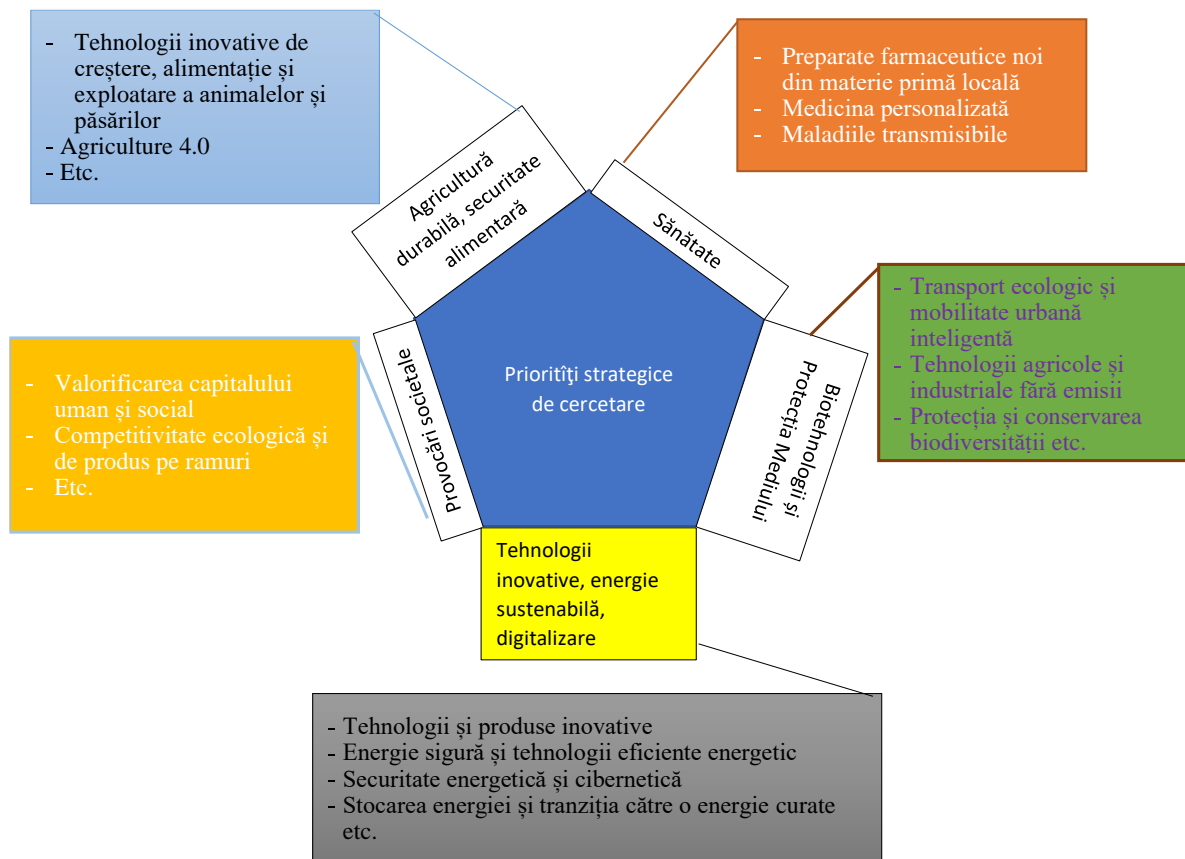 - Tehnologii inovative de
creștere, alimentație și
exploatare a animalelor și
păsărilor
- Agriculture 4.0
- Etc.
- Preparate farmaceutice noi
din materie primă locală
- Medicina personalizată
- Maladiile transmisibile
Agricultură
durabilă, securitate
alimentară
Sănătate
- Transport ecologic și
mobilitate urbană
inteligentă
- Tehnologii agricole și
industriale fără emisii
- Protecția și conservarea
biodiversității etc.
- Valorificarea capitalului
uman și social
- Competitivitate ecologică și
de produs pe ramuri
- Etc.
Provocări societale
Prioritîţi strategice
de cercetare
Biotehnologii și
Protecția Mediului
Tehnologii
inovative, energie
sustenabilă,
digitalizare
- Tehnologii și produse inovative
- Energie sigură și tehnologii eficiente energetic
- Securitate energetică și cibernetică
- Stocarea energiei și tranziția către o energie curate
etc.